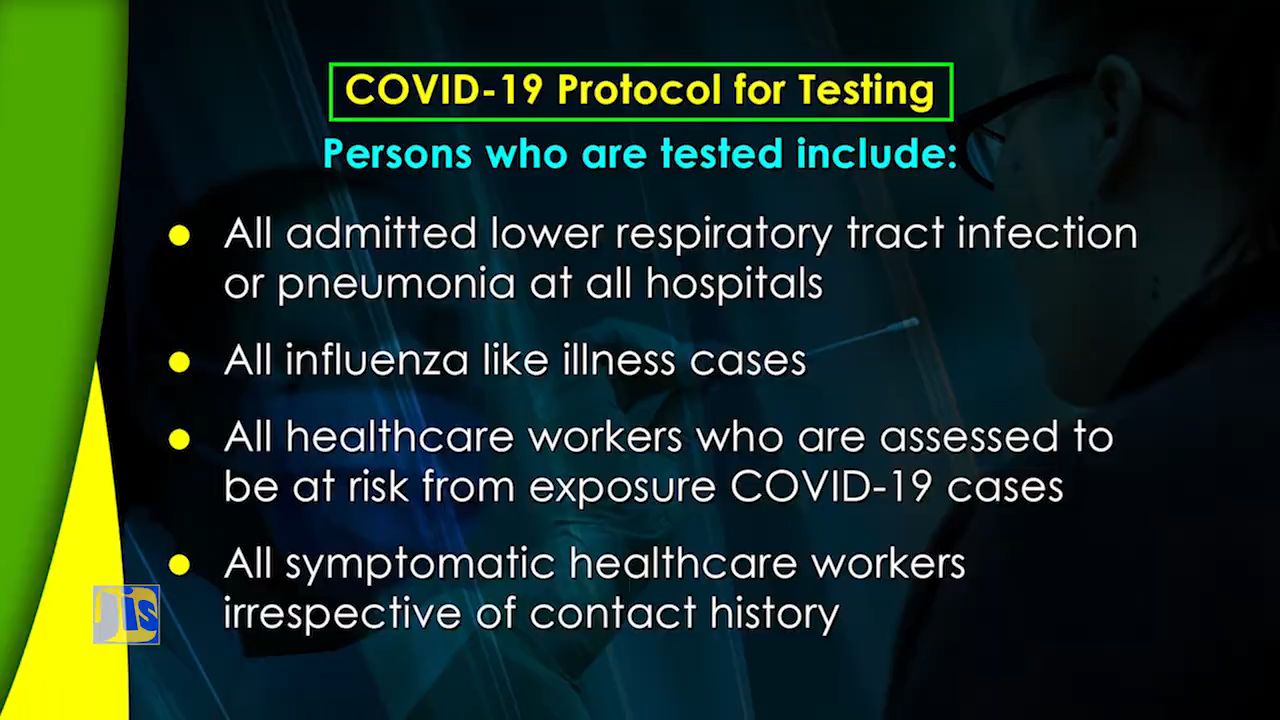 COVID-19 Protocol for Testing
Persons who are tested include:
● All admitted lower respiratory tract infection
or pneumonia at all hospitals
● All influenza like illness cases
● All healthcare workers who are assessed to
be at risk from exposure COVID-19 cases
● All symptomatic healthcare workers
irrespective of contact history
Jis